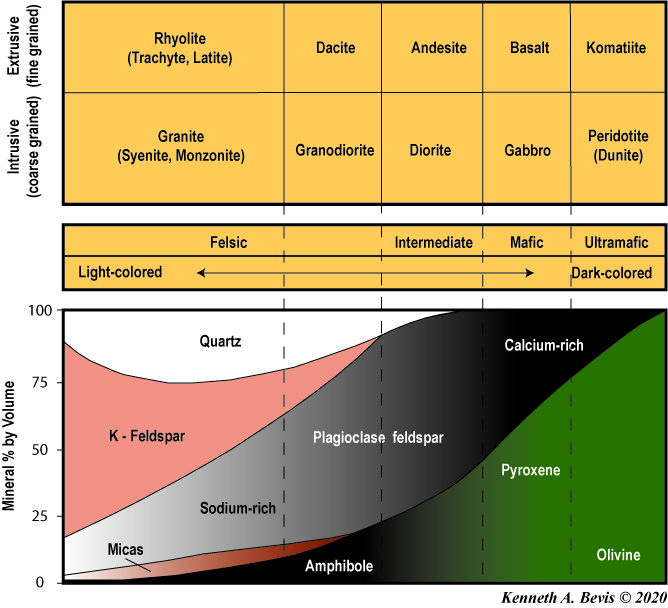 Extrusive
(fine grained)
Rhyolite
(Trachyte, Latite)
Dacite
Andesite
Basalt
Komatiite
Intrusive
(coarse grained)
Granite
(Syenite, Monzonite)
Granodiorite
Diorite
Gabbro
Peridotite
(Dunite)
Felsic
Intermediate
Mafic
Ultramafic
Light-colored
Dark-colored
Mineral % by Volume
100
75
50
25
0
Quartz
Calcium-rich
K - Feldspar
Plagioclase feldspar
Pyroxene
Sodium-rich
Micas
Amphibole
Olivine
Kenneth A. Bevis © 2020